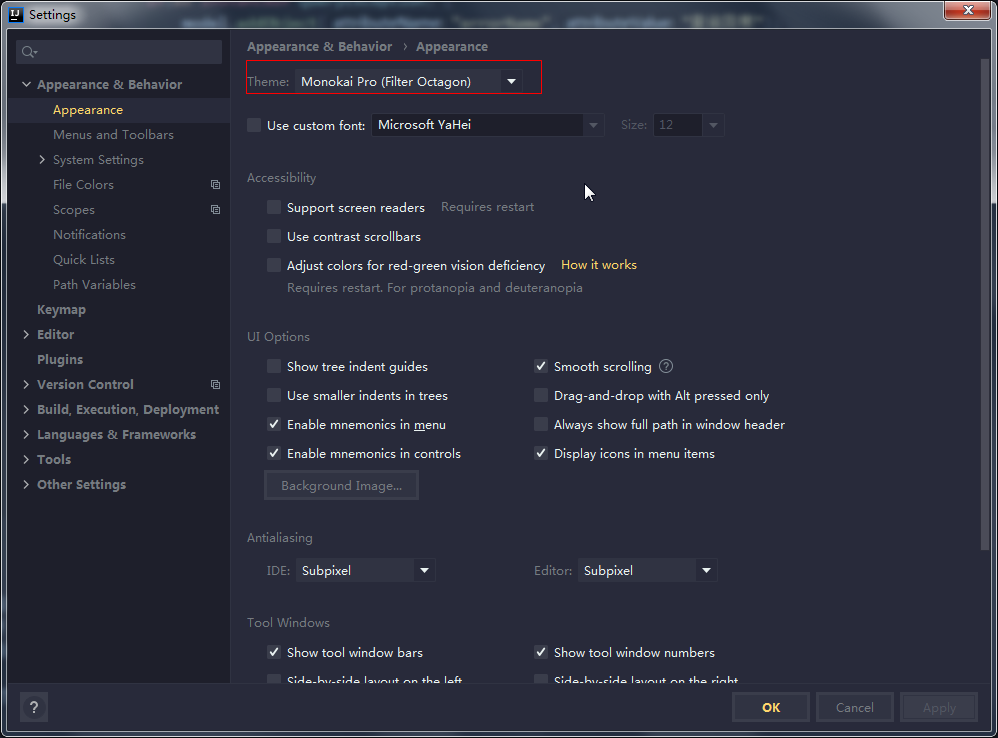 Settings
Appearance & Behavior
Appearance
Menus and Toolbars
System Settings
File Colors
Scopes
Notifications
Quick Lists
Path Variables
Keymap
Editor
Plugins
Version Control
Build, Execution, Deployment
Languages & Frameworks
Tools
Other Settings
Appearance & Behavior › Appearance
Theme: Monokai Pro (Filter Octagon)
Use custom font: Microsoft YaHei Size: 12
Accessibility
Support screen readers Requires restart
Use contrast scrollbars
Adjust colors for red-green vision deficiency How it works
Requires restart. For protanopia and deuteranopia
UI Options
Show tree indent guides Smooth scrolling ?
Use smaller indents in trees Drag-and-drop with Alt pressed only
Enable mnemonics in menu Always show full path in window header
Enable mnemonics in controls Display icons in menu items
Background Image...
Antialiasing
IDE: Subpixel Editor: Subpixel
Tool Windows
Show tool window bars Show tool window numbers
Side-by-side layout on the left Side-by-side layout on the right
? OK Cancel Apply